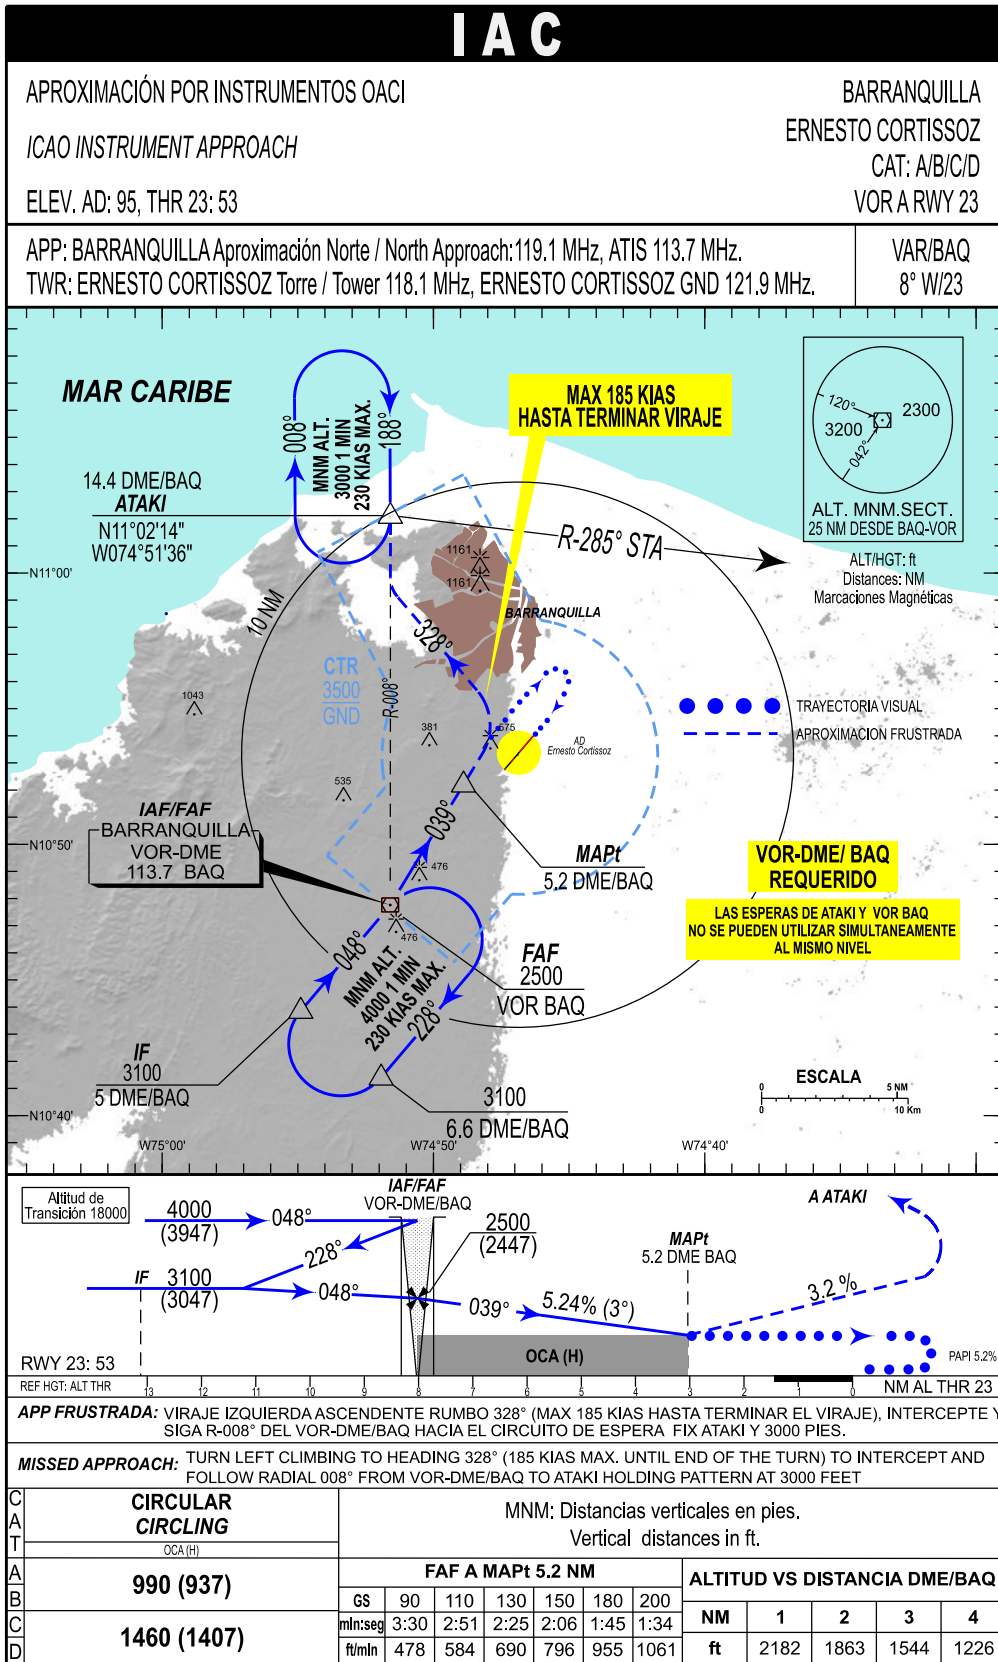 IAC
APROXIMACIÓN POR INSTRUMENTOS OACI
ICAO INSTRUMENT APPROACH
ELEV. AD: 95, THR 23: 53
BARRANQUILLA
ERNESTO CORTISSOZ
CAT: A/B/C/D
VOR A RWY 23
APP: BARRANQUILLA Aproximación Norte / North Approach:119.1 MHz, ATIS 113.7 MHz.
TWR: ERNESTO CORTISSOZ Torre / Tower 118.1 MHz, ERNESTO CORTISSOZ GND 121.9 MHz.
VAR/BAQ
8° W/23
MAR CARIBE
008°
MNM ALT.
3000 1 MIN
230 KIAS MAX.
188°
MAX 185 KIAS
HASTA TERMINAR VIRAJE
120°
2300
3200
042°
ALT. MNM.SECT.
25 NM DESDE BAQ-VOR
ALT/HGT: ft
Distances: NM
Marcaciones Magnéticas
14.4 DME/BAQ
ATAKI
N11°02'14"
W074°51'36"
R-285° STA
N11°00'
1161
1161
BARRANQUILLA
10 NM
328°
CTR
3500
GND
R-008°
1043
381
575
535
AD
Ernesto Cortissoz
TRAYECTORIA VISUAL
APROXIMACION FRUSTRADA
IAF/FAF
BARRANQUILLA
VOR-DME
113.7 BAQ
N10°50'
039°
MAPt
5.2 DME/BAQ
476
476
VOR-DME/ BAQ
REQUERIDO
LAS ESPERAS DE ATAKI Y VOR BAQ
NO SE PUEDEN UTILIZAR SIMULTANEAMENTE
AL MISMO NIVEL
048°
MNM ALT.
4000 1 MIN
230 KIAS MAX.
228°
FAF
2500
VOR BAQ
IF
3100
5 DME/BAQ
3100
6.6 DME/BAQ
ESCALA
0 5 NM
0 10 Km
N10°40'
W75°00'
W74°50'
W74°40'
Altitud de
Transición 18000
4000
(3947)
048°
IAF/FAF
VOR-DME/BAQ
2500
(2447)
228°
IF
3100
(3047)
048°
039°
5.24% (3°)
MAPt
5.2 DME BAQ
A ATAKI
3.2 %
OCA (H)
RWY 23: 53
PAPI 5.2%
REF HGT: ALT THR
13 12 11 10 9 8 7 6 5 4 3 2 1 0
NM AL THR 23
APP FRUSTRADA: VIRAJE IZQUIERDA ASCENDENTE RUMBO 328° (MAX 185 KIAS HASTA TERMINAR EL VIRAJE), INTERCEPTE Y
SIGA R-008° DEL VOR-DME/BAQ HACIA EL CIRCUITO DE ESPERA FIX ATAKI Y 3000 PIES.
MISSED APPROACH: TURN LEFT CLIMBING TO HEADING 328° (185 KIAS MAX. UNTIL END OF THE TURN) TO INTERCEPT AND
FOLLOW RADIAL 008° FROM VOR-DME/BAQ TO ATAKI HOLDING PATTERN AT 3000 FEET
CAT
CIRCULAR
CIRCLING
OCA (H)
MNM: Distancias verticales en pies.
Vertical distances in ft.
A
B
990 (937)
C
D
1460 (1407)
FAF A MAPt 5.2 NM
GS 90 110 130 150 180 200
min:seg 3:30 2:51 2:25 2:06 1:45 1:34
ft/min 478 584 690 796 955 1061
ALTITUD VS DISTANCIA DME/BAQ
NM 1 2 3 4
ft 2182 1863 1544 1226